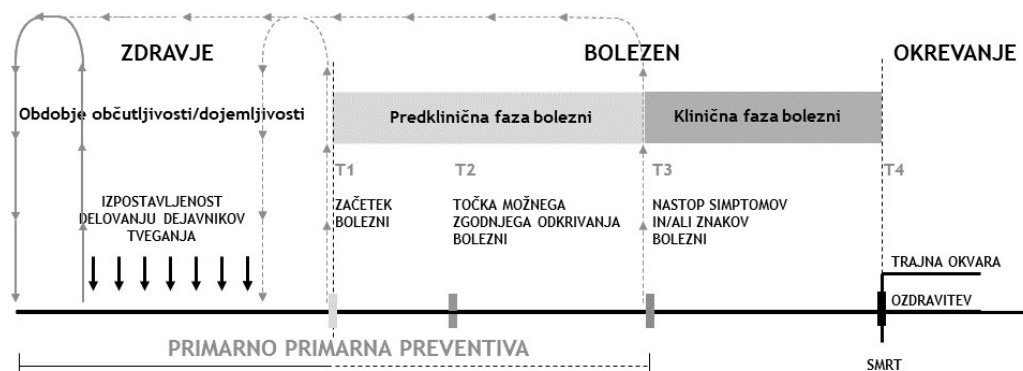 ZDRAVJE
BOLEZEN
OKREVANJE
Obdobje občutljivosti/dojemljivosti
Predklinična faza bolezni
Klinična faza bolezni
T1
T2
T3
T4
IZPOSTAVLJENOST
DELOVANJU DEJAVNIKOV
TVEGANJA
ZAČETEK
BOLEZNI
TOČKA MOŽNEGA
ZGODNJEGA ODKRIVANJA
BOLEZNI
NASTOP SIMPTOMOV
IN/ALI ZNAKOV
BOLEZNI
TRAJNA OKVARA
OZDRAVITEV
SMRT
PRIMARNO PRIMARNA PREVENTIVA